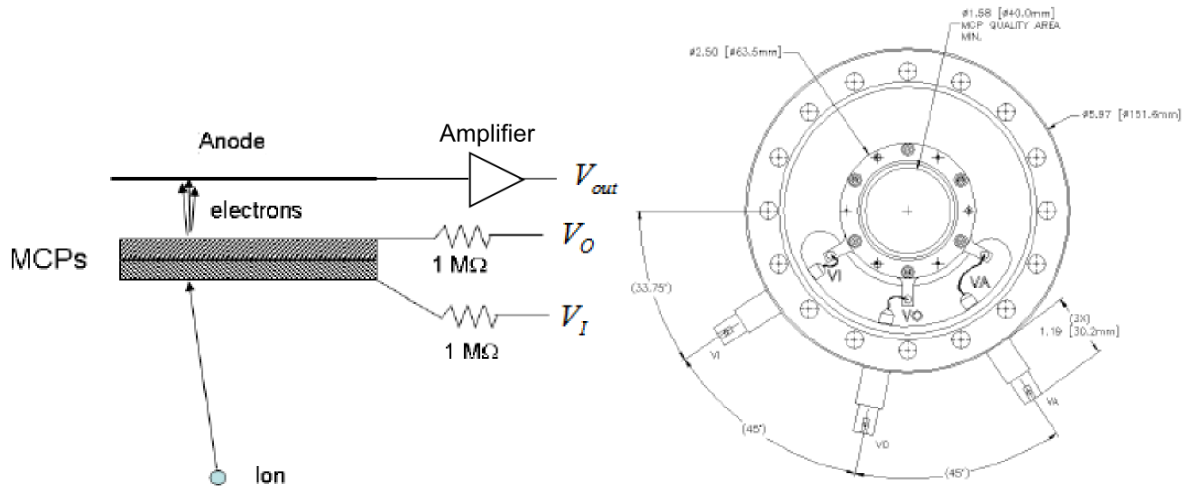 Anode
Amplifier
V_out
electrons
V_O
MCPs
1 MΩ
V_I
1 MΩ
Ion
ø1.58 [ø40.0mm]
MCP QUALITY AREA
MIN.
ø2.50 [ø63.5mm]
ø5.97 [ø151.6mm]
VI
VA
VO
(33.75°)
(3X)
1.19 [30.2mm]
VI
VA
VO
(45°)
(45°)